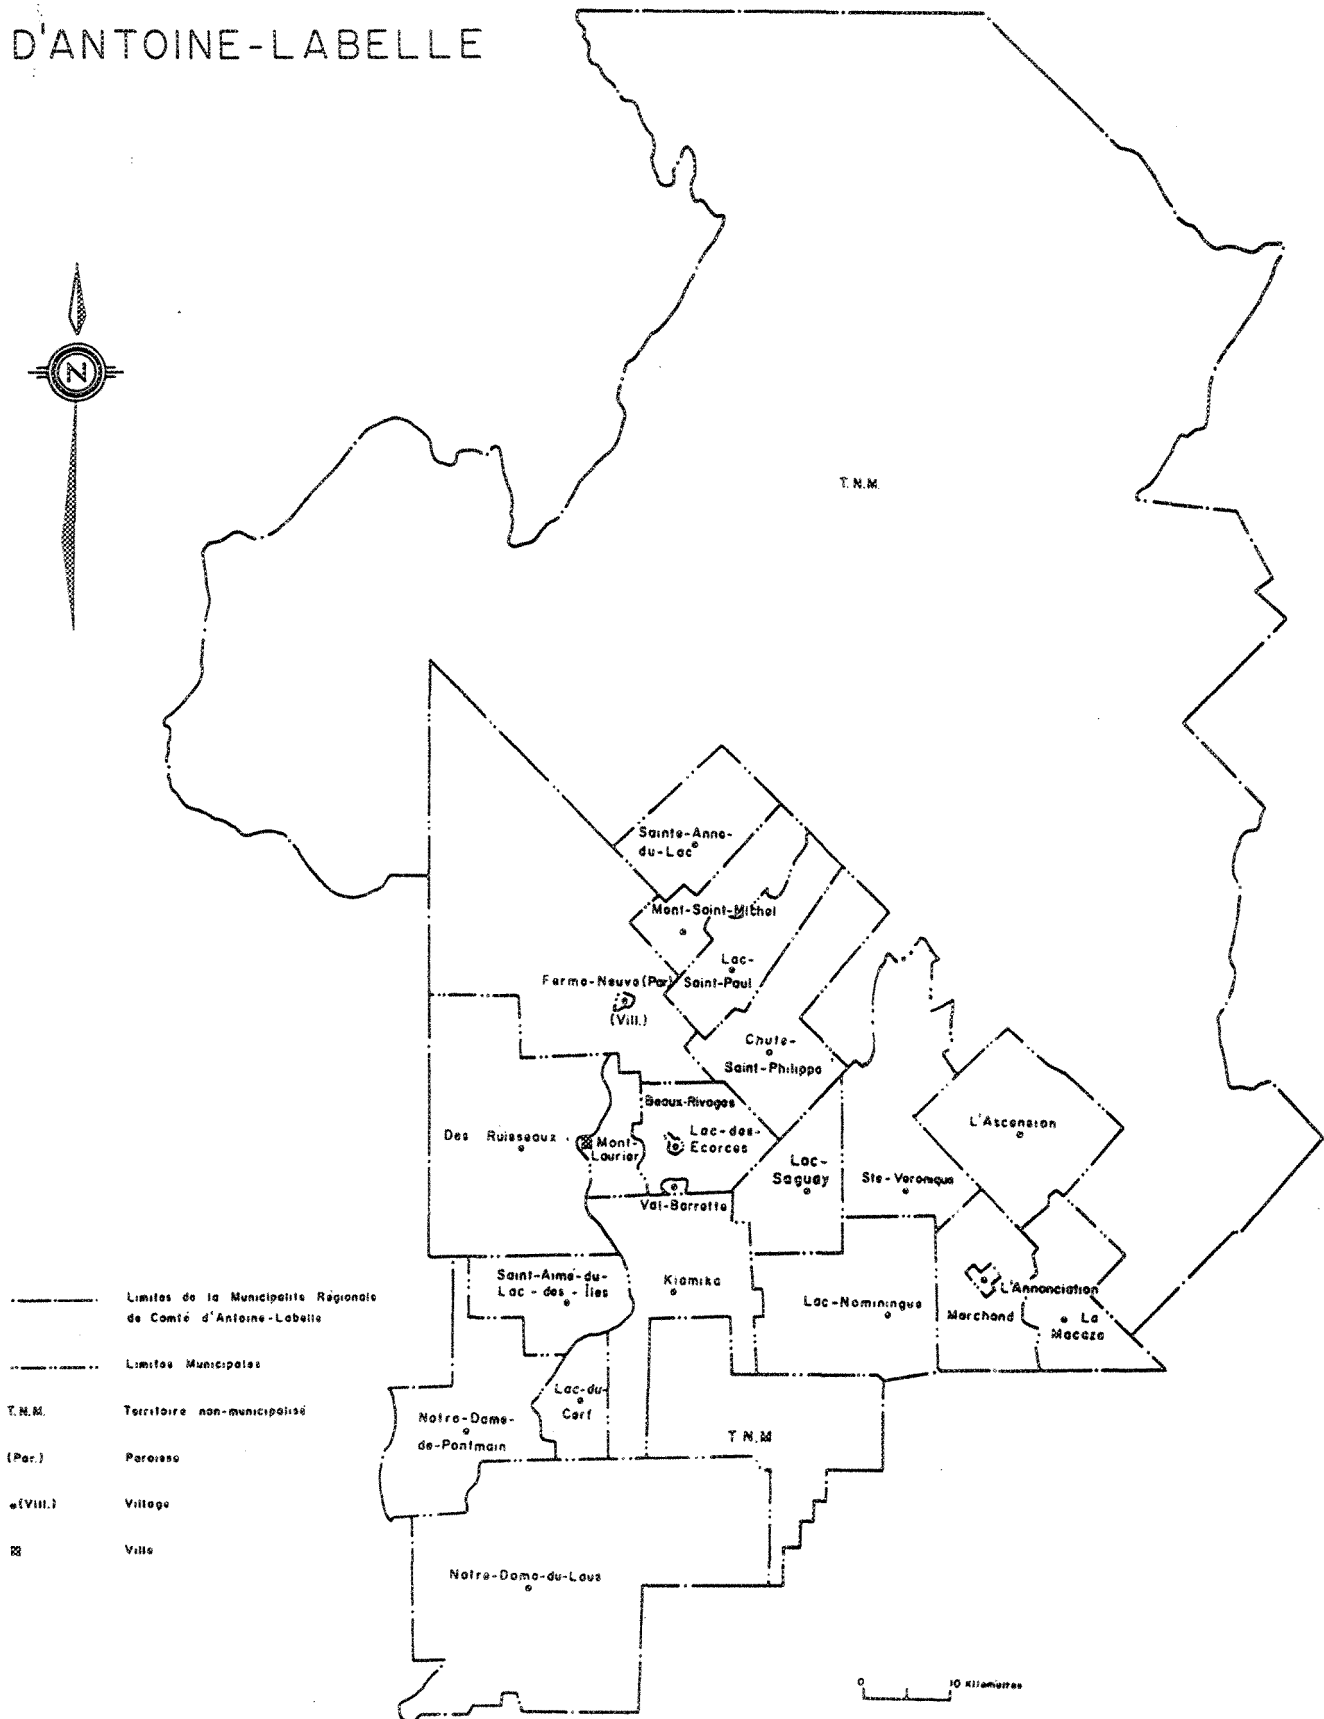 D'ANTOINE-LABELLE
N
T.N.M.
Sainte-Anne-
du-Lac
Mont-Saint-Michel
Lac-
Saint-Paul
Ferme-Neuve (Par)
(Vill.)
Chute-
Saint-Philippe
Beaux-Rivages
L'Ascension
Des Ruisseaux
Mont-
Laurier
Lac-des-
Ecorces
Lac-
Saguay
Ste-Veronique
Val-Barrette
Saint-Aimé-du-
Lac-des-Îles
Kiamika
L'Annonciation
Lac-Nominingue
Marchand
La
Macaza
Limites de la Municipalité Régionale
de Comté d'Antoine-Labelle
Limites Municipales
Lac-du-
Cerf
T.N.M. Territoire non-municipalisé
Notre-Dame-
de-Pontmain
T.N.M
(Par.) Paroisse
(Vill.) Village
Ville
Notre-Dame-du-Laus
0 10 Kilomètres